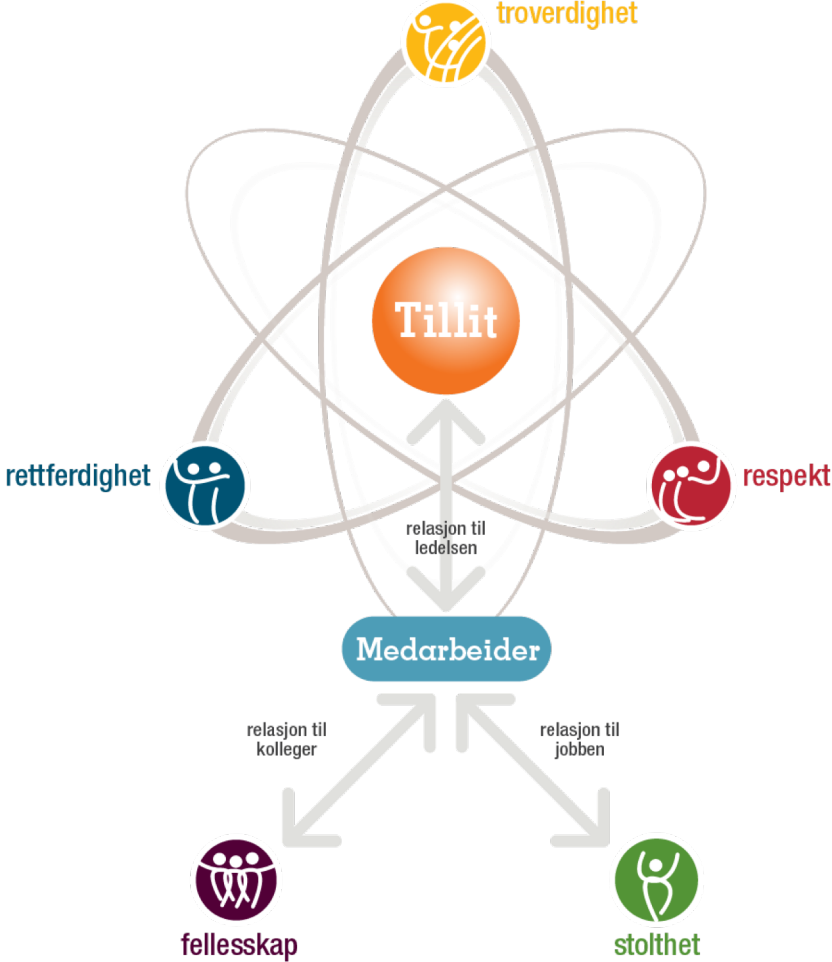 troverdighet
Tillit
rettferdighet
respekt
relasjon til
ledelsen
Medarbeider
relasjon til
kolleger
relasjon til
jobben
fellesskap
stolthet